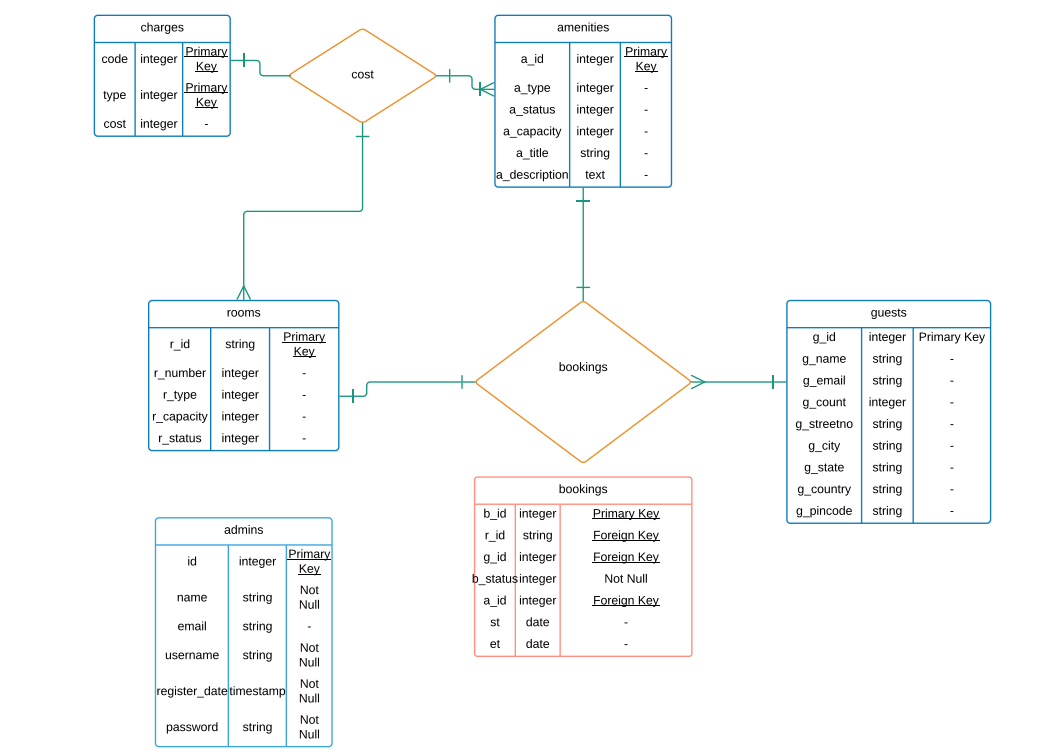 charges
code integer Primary
Key
type integer Primary
Key
cost integer -
cost
amenities
a_id integer Primary
Key
a_type integer -
a_status integer -
a_capacity integer -
a_title string -
a_description text -
rooms
r_id string Primary
Key
r_number integer -
r_type integer -
r_capacity integer -
r_status integer -
bookings
guests
g_id integer Primary Key
g_name string -
g_email string -
g_count integer -
g_streetno string -
g_city string -
g_state string -
g_country string -
g_pincode string -
bookings
b_id integer Primary Key
r_id string Foreign Key
g_id integer Foreign Key
b_status integer Not Null
a_id integer Foreign Key
st date -
et date -
admins
id integer Primary
Key
name string Not
Null
email string -
username string Not
Null
register_date timestamp Not
Null
password string Not
Null